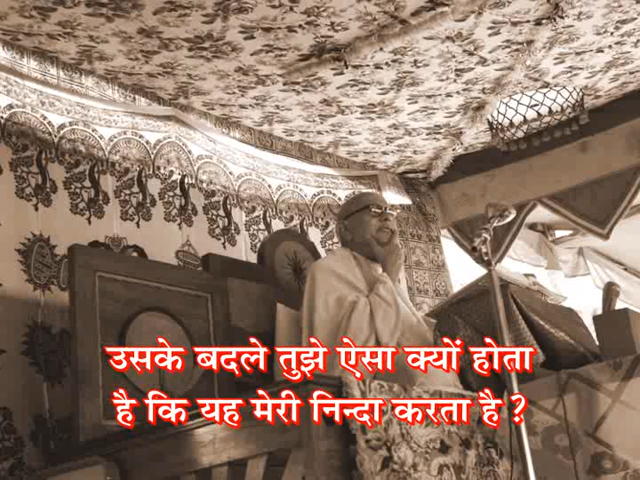 उसके बदले तुझे ऐसा क्यों होता
है कि यह मेरी निन्दा करता है ?